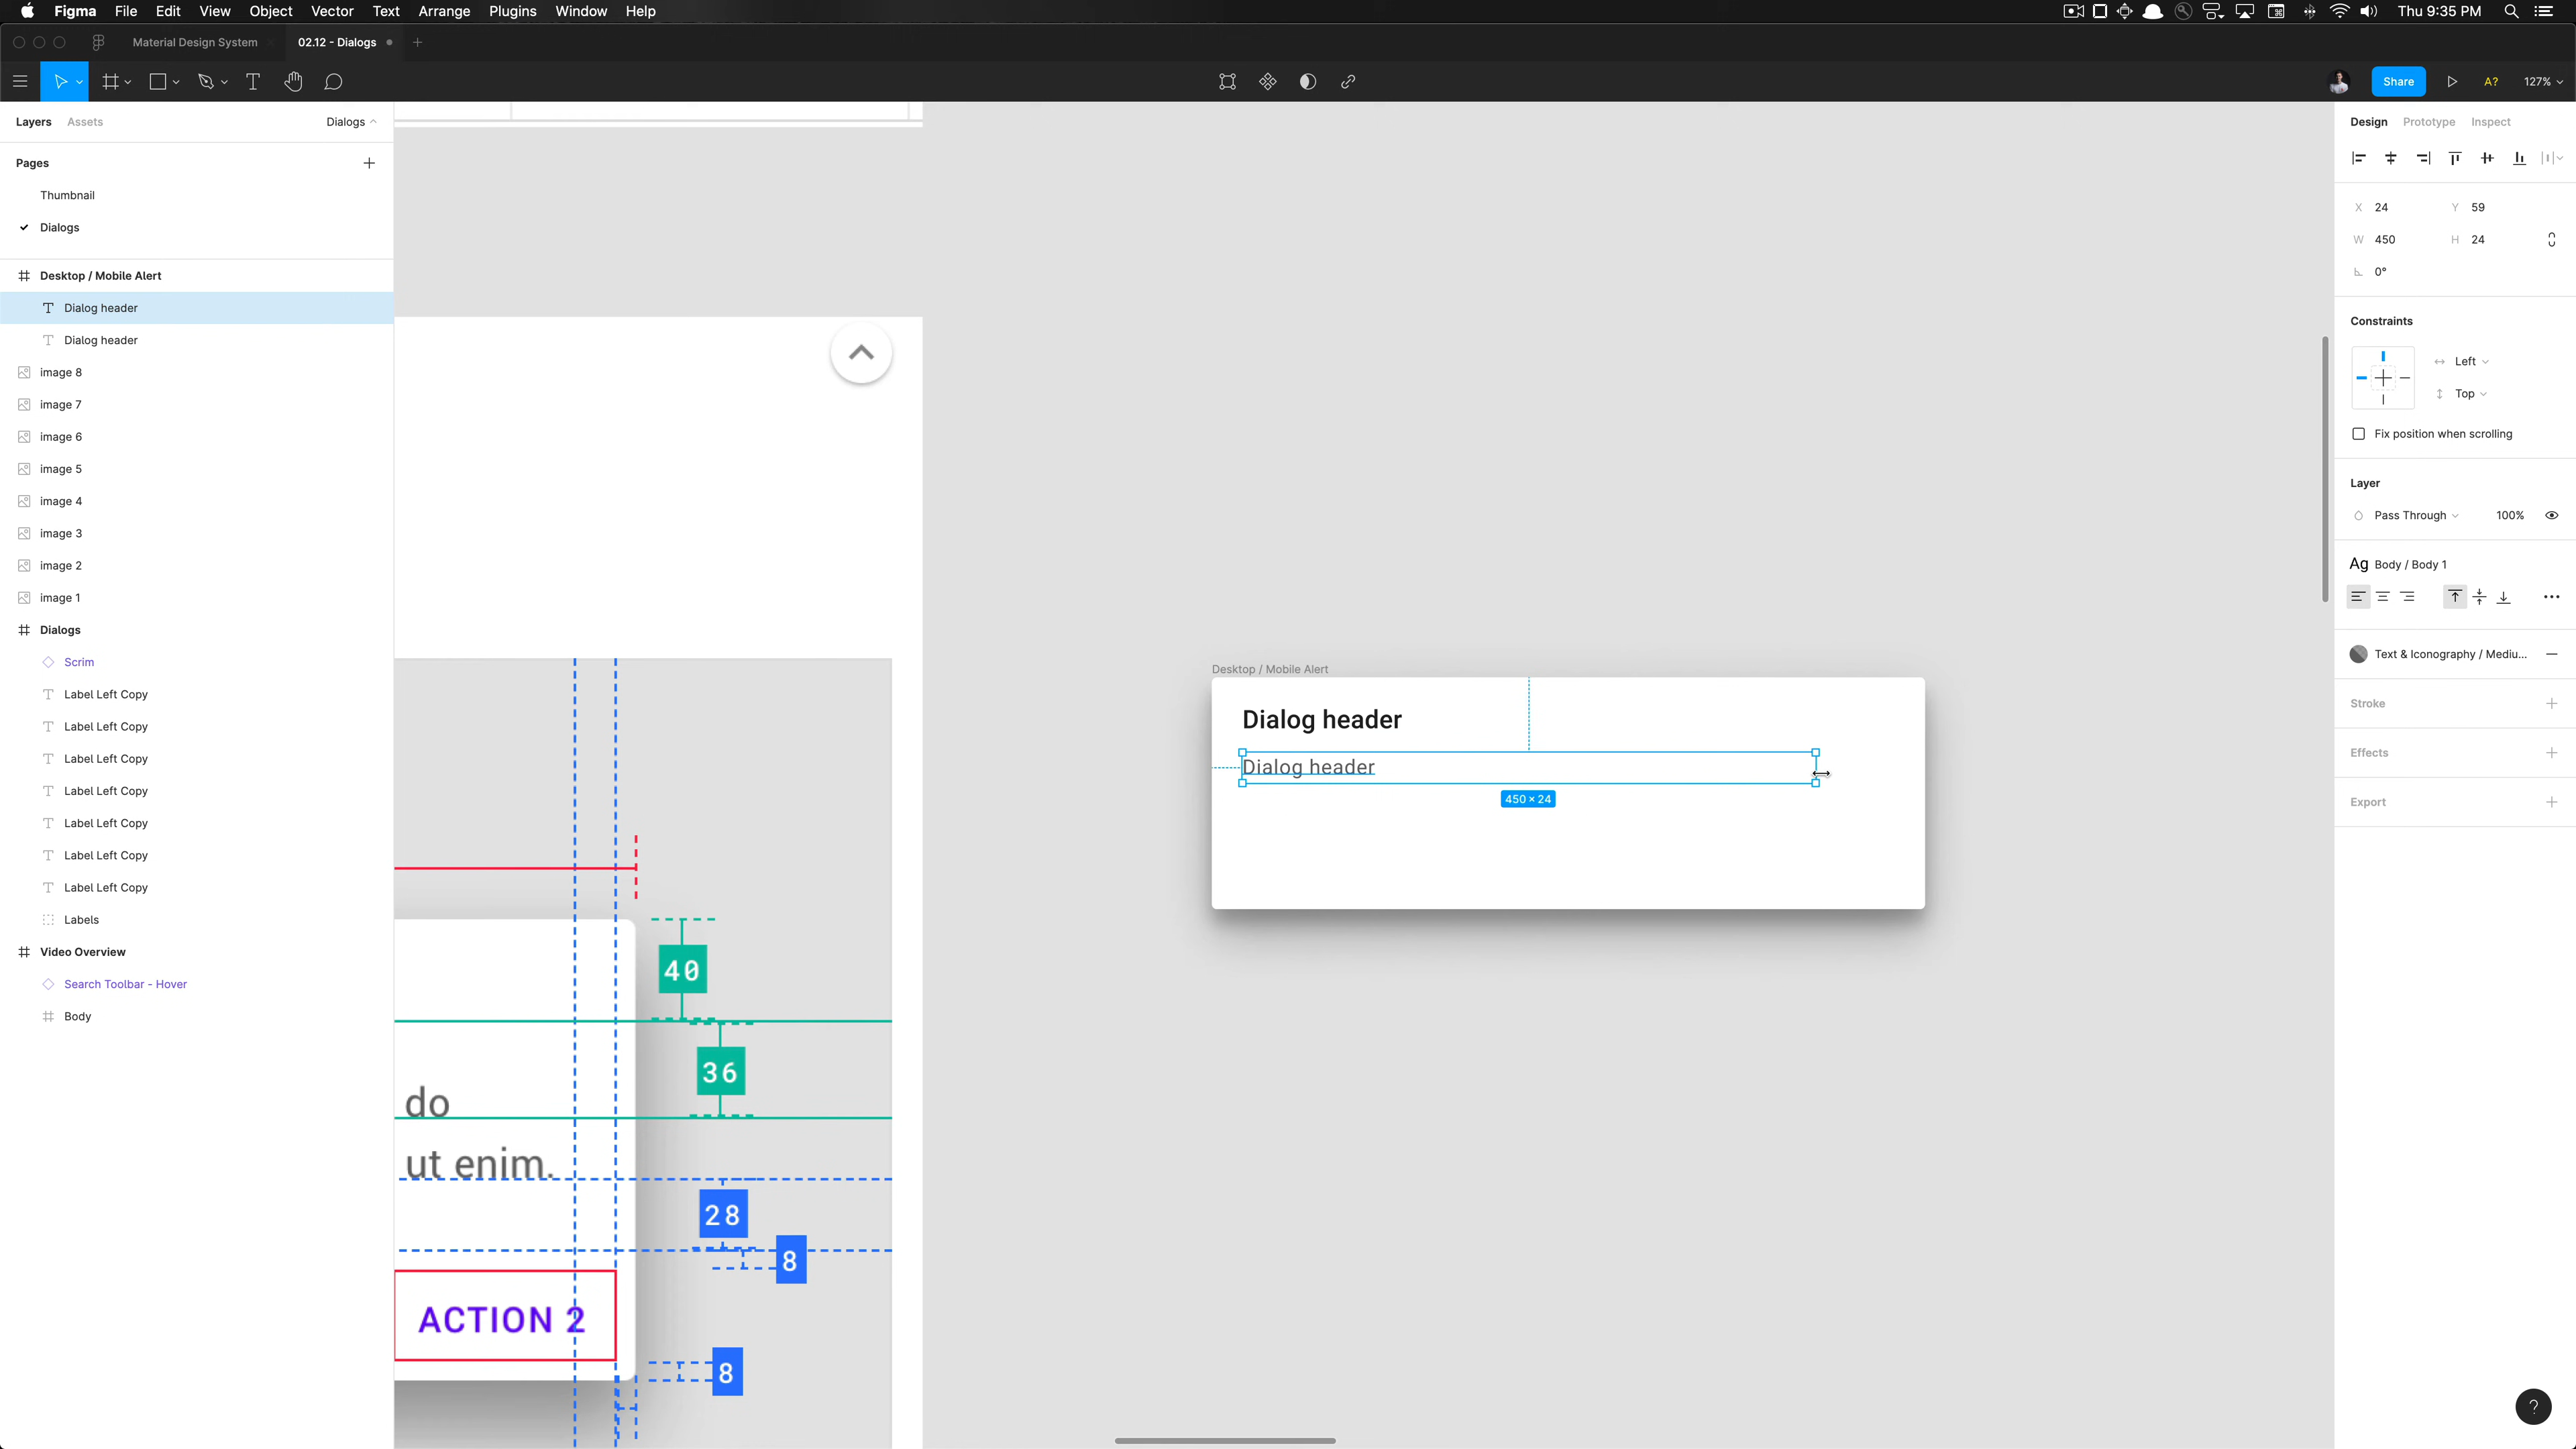 Figma File Edit View Object Vector Text Arrange Plugins Window Help Thu 9:35 PM
Material Design System 02.12 - Dialogs
Share A? 127%
Layers Assets Dialogs
Pages
Thumbnail
Dialogs
Desktop / Mobile Alert
Dialog header
Dialog header
image 8
image 7
image 6
image 5
image 4
image 3
image 2
image 1
Dialogs
Scrim
Label Left Copy
Label Left Copy
Label Left Copy
Label Left Copy
Label Left Copy
Label Left Copy
Label Left Copy
Labels
Video Overview
Search Toolbar - Hover
Body
40
36
do
ut enim.
28
8
ACTION 2
8
Desktop / Mobile Alert
Dialog header
Dialog header
450 × 24
Design Prototype Inspect
X 24 Y 59
W 450 H 24
0°
Constraints
Left
Top
Fix position when scrolling
Layer
Pass Through 100%
Ag Body / Body 1
Text & Iconography / Mediu...
Stroke
Effects
Export
?